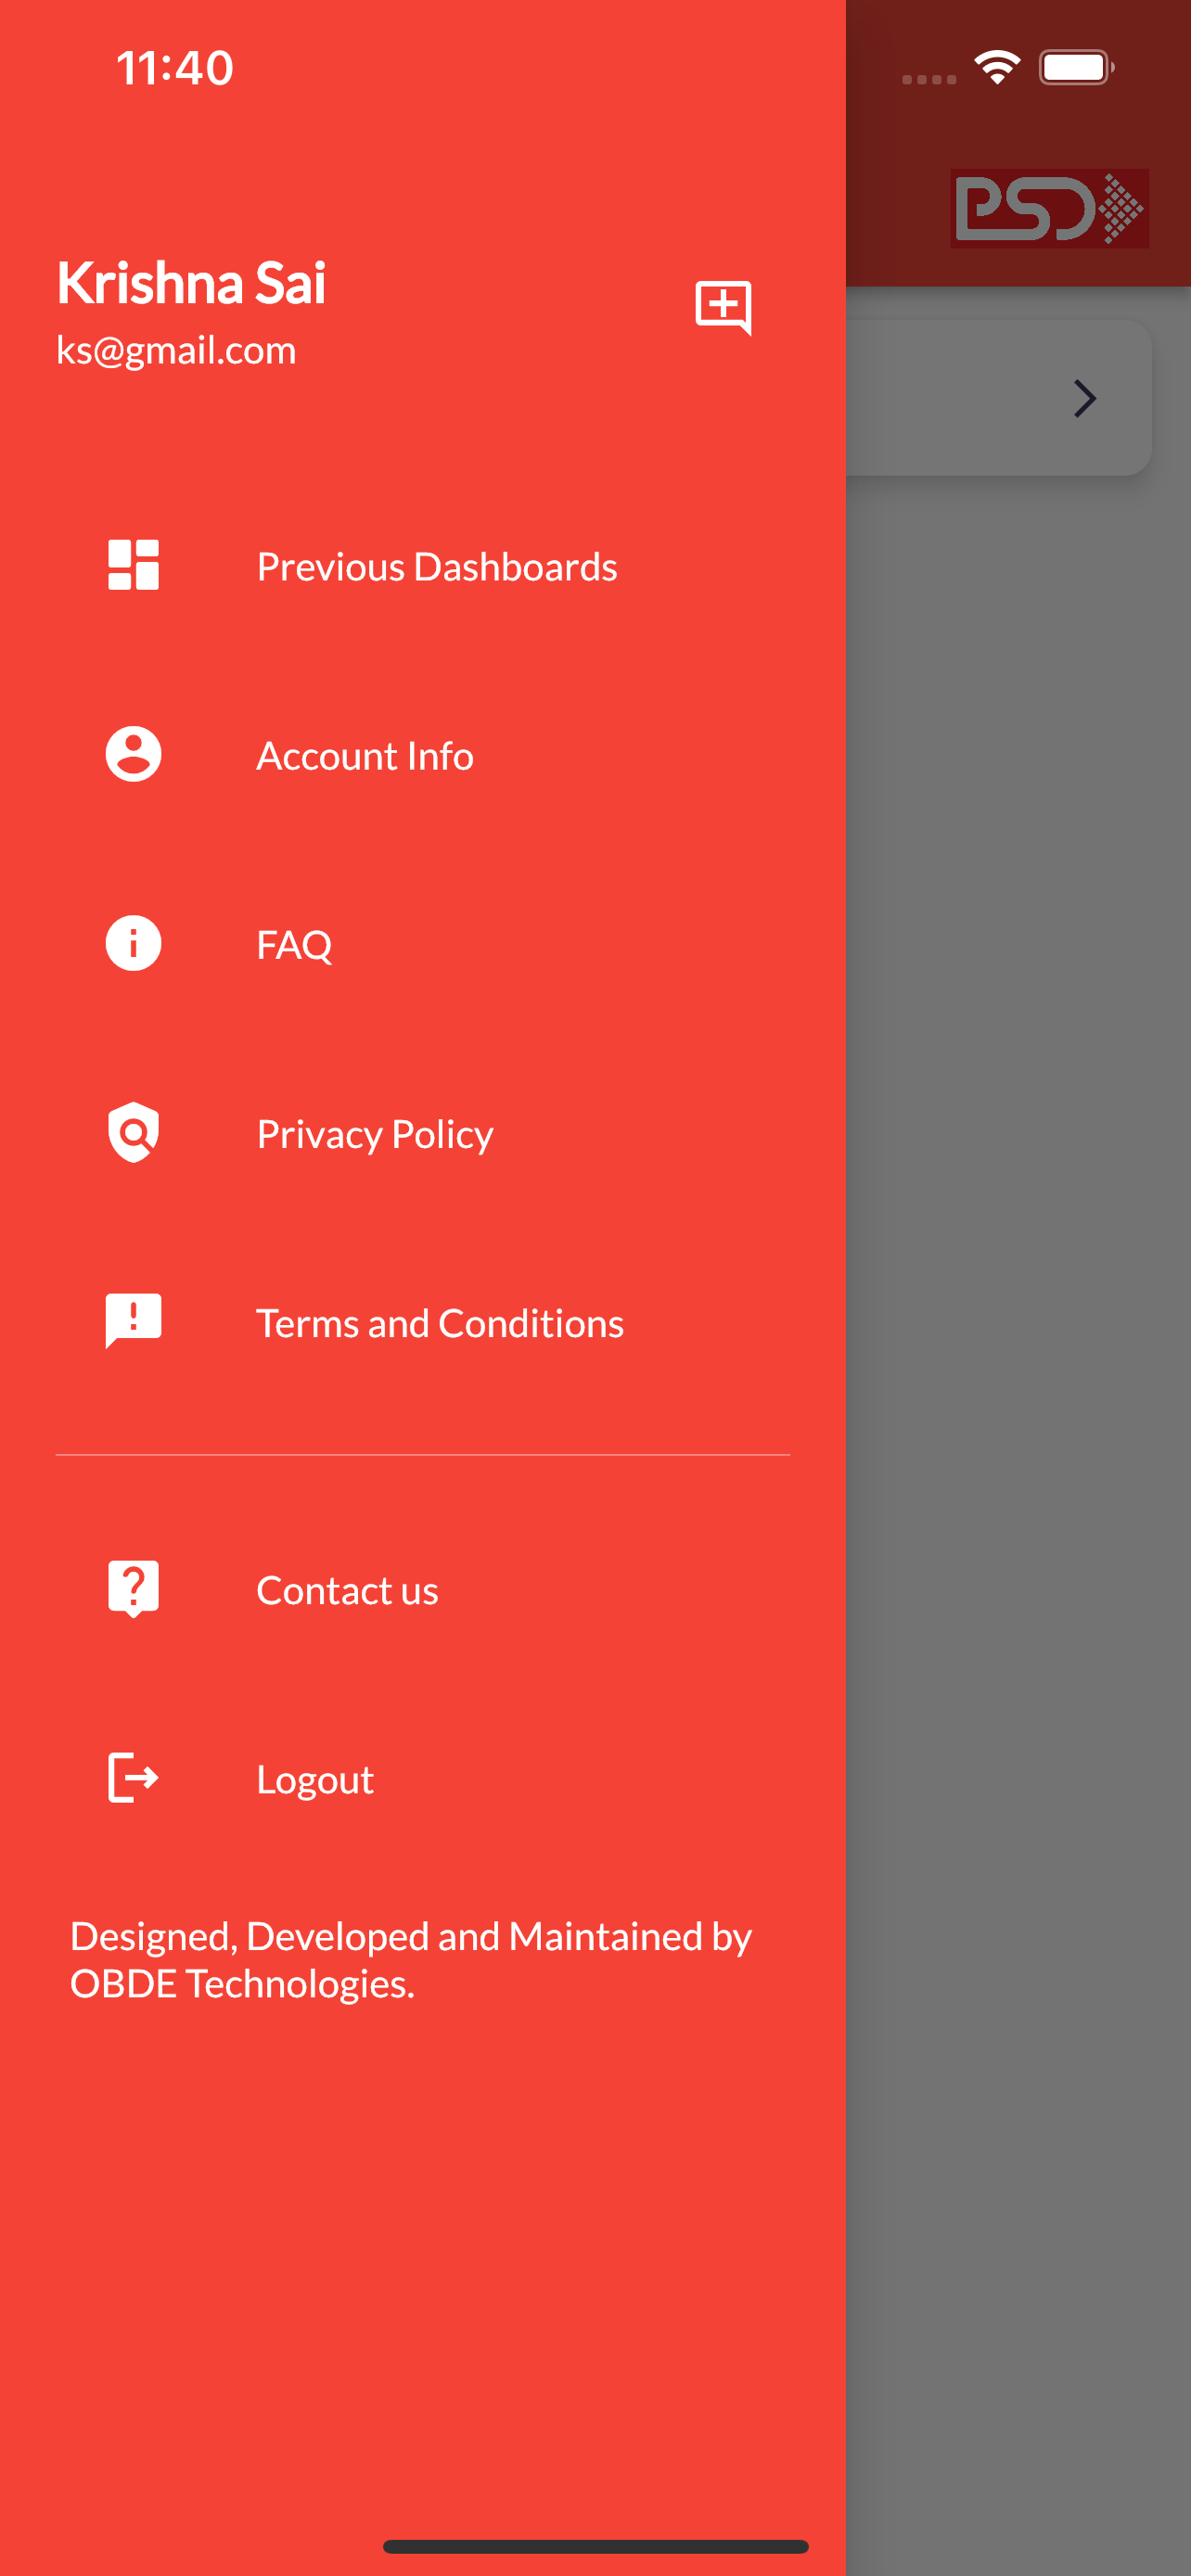 11:40
PSD
Krishna Sai
ks@gmail.com
Previous Dashboards
Account Info
FAQ
Privacy Policy
Terms and Conditions
Contact us
Logout
Designed, Developed and Maintained by
OBDE Technologies.